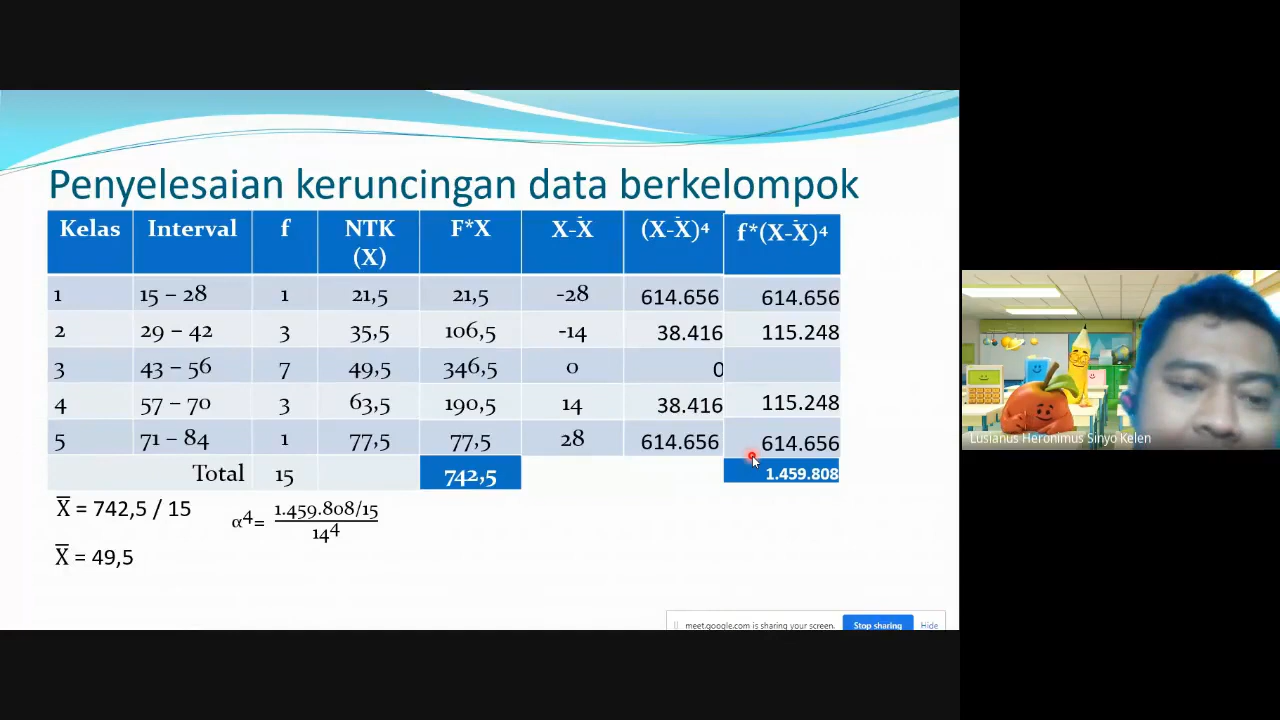 Penyelesaian keruncingan data berkelompok
Kelas Interval f NTK (X) F*X X-Ẋ (X-Ẋ)⁴ f*(X-Ẋ)⁴
1 15 – 28 1 21,5 21,5 -28 614.656 614.656
2 29 – 42 3 35,5 106,5 -14 38.416 115.248
3 43 – 56 7 49,5 346,5 0 0
4 57 – 70 3 63,5 190,5 14 38.416 115.248
5 71 – 84 1 77,5 77,5 28 614.656 614.656
Total 15 742,5 1.459.808
X̅ = 742,5 / 15
α⁴= 1.459.808/15
14⁴
X̅ = 49,5
meet.google.com is sharing your screen. Stop sharing Hide
Lusianus Heronimus Sinyo Kelen